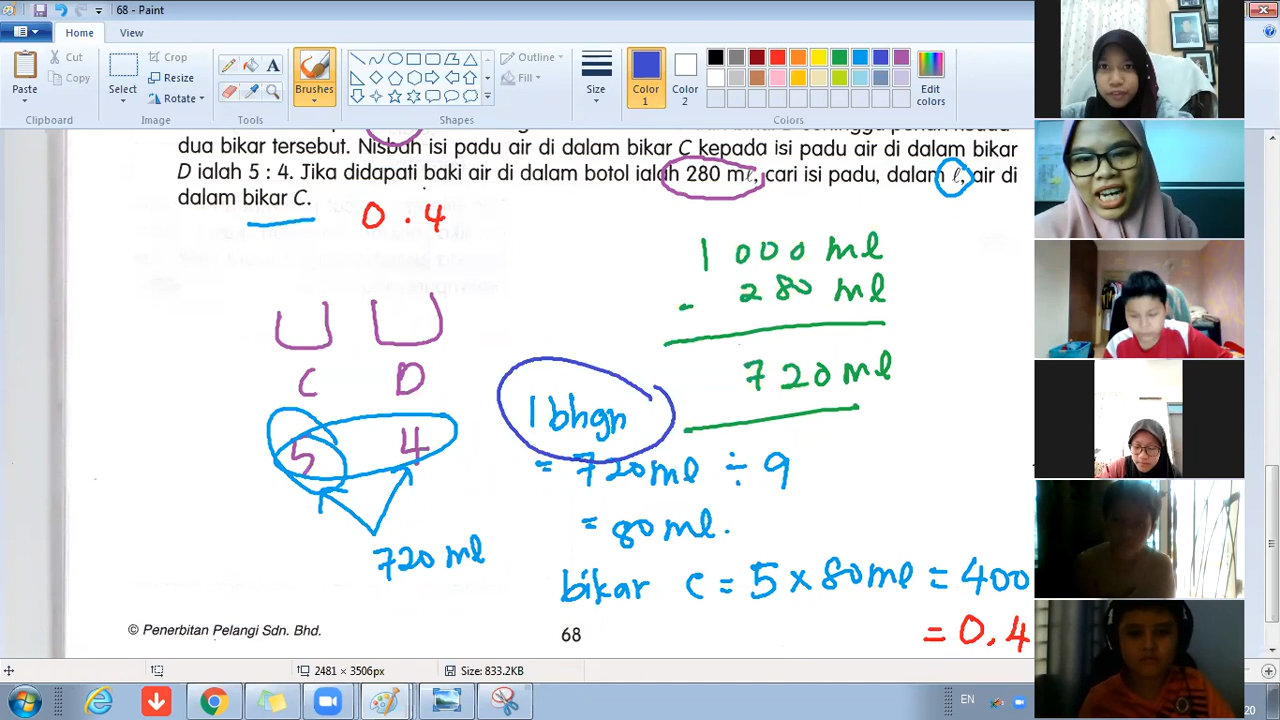 68 - Paint
Home View
Paste Cut Copy
Select Crop Resize Rotate
Brushes
Outline Fill
Size Color 1 Color 2 Edit colors
Clipboard Image Tools Shapes Colors
dua bikar tersebut. Nisbah isi padu air di dalam bikar C kepada isi padu air di dalam bikar
D ialah 5 : 4. Jika didapati baki air di dalam botol ialah 280 mℓ, cari isi padu, dalam ℓ, air di
dalam bikar C.
0.4
1 000 ml
- 280 ml
720 ml
C D
5 4
720 ml
1 bhgn
= 720 ml ÷ 9
= 80 ml.
bikar C = 5 × 80 ml = 400
= 0.4
© Penerbitan Pelangi Sdn. Bhd.
68
2481 × 3506px Size: 833.2KB
EN 20